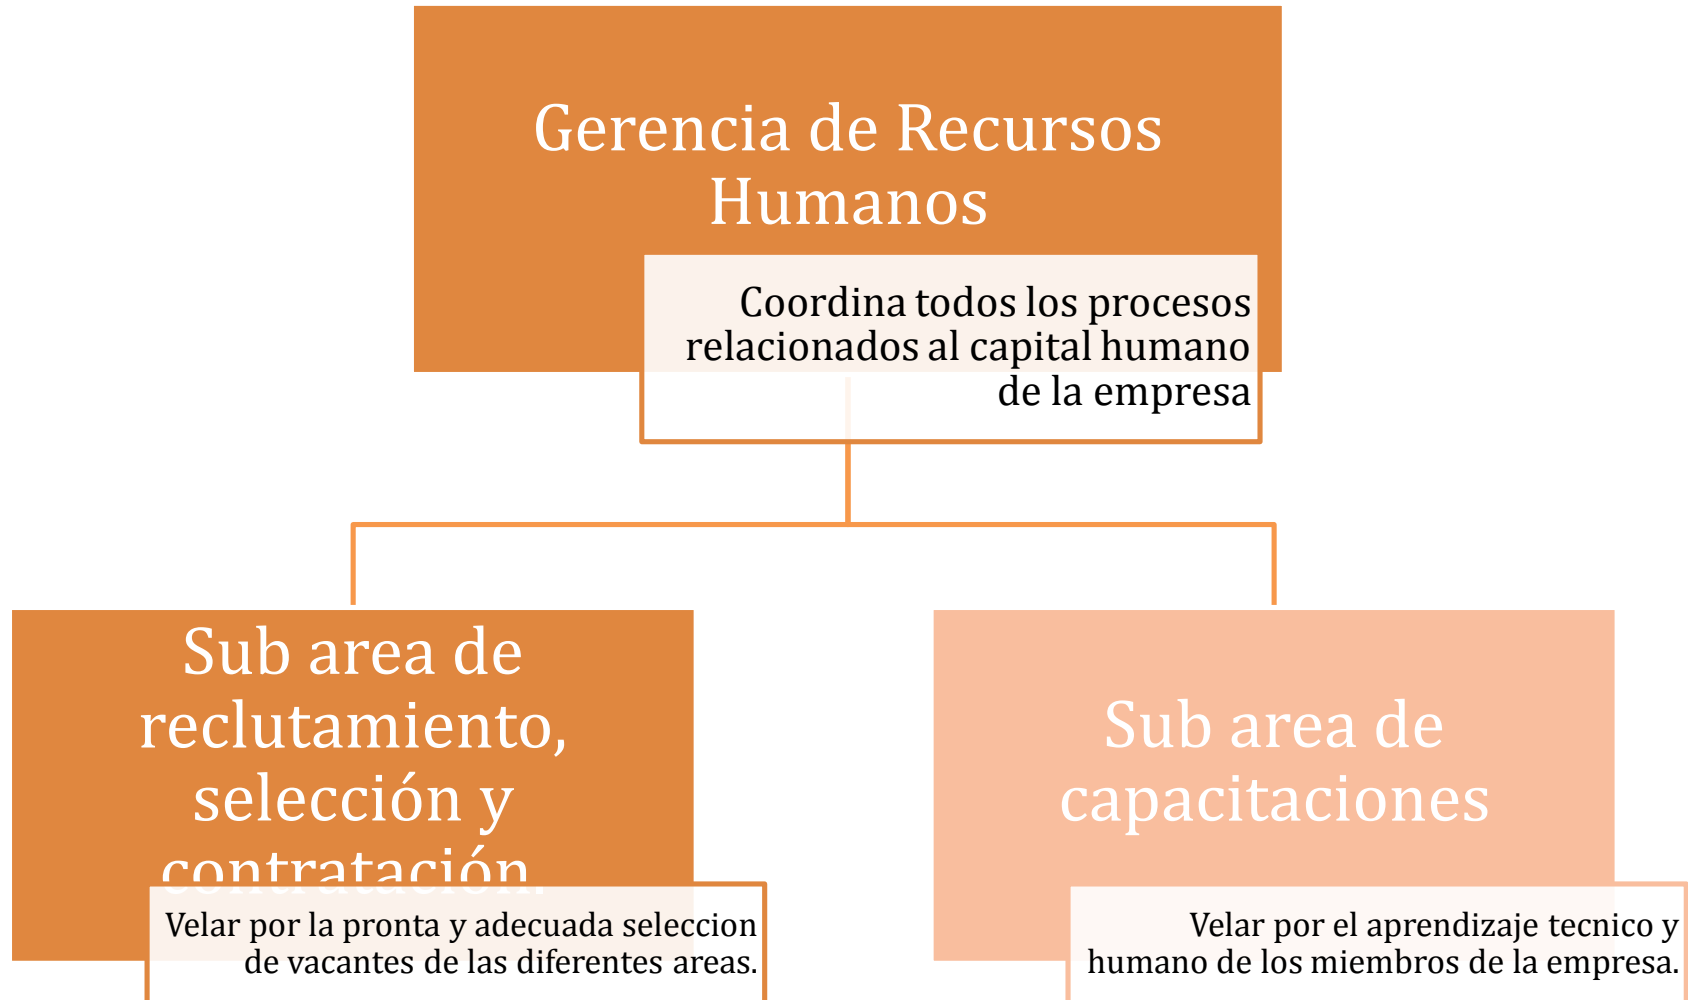 Gerencia de Recursos
Humanos
Coordina todos los procesos
relacionados al capital humano
de la empresa
Sub area de
reclutamiento,
selección y
contratación.
Velar por la pronta y adecuada seleccion
de vacantes de las diferentes areas.
Sub area de
capacitaciones
Velar por el aprendizaje tecnico y
humano de los miembros de la empresa.